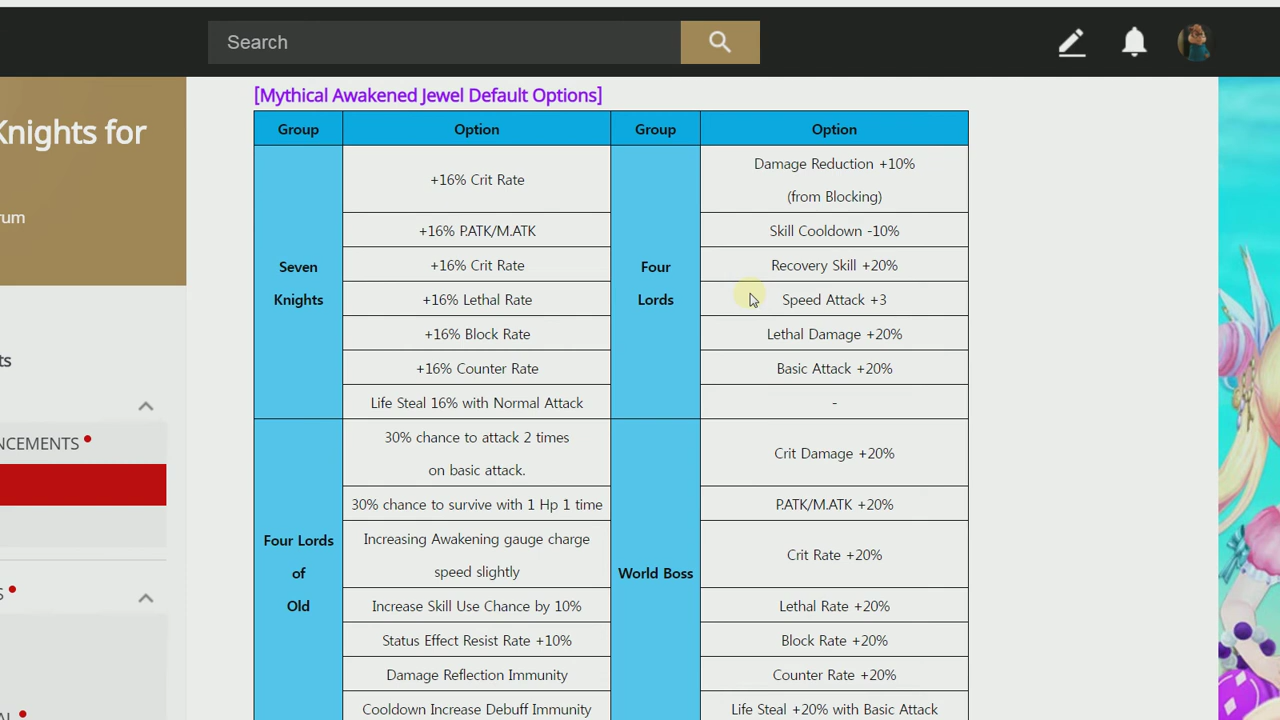 Search
[Mythical Awakened Jewel Default Options]
Knights for
rum
ts
NCEMENTS
S
Group Option Group Option
Seven
Knights
+16% Crit Rate
+16% P.ATK/M.ATK
+16% Crit Rate
+16% Lethal Rate
+16% Block Rate
+16% Counter Rate
Life Steal 16% with Normal Attack
Four
Lords
Damage Reduction +10%
(from Blocking)
Skill Cooldown -10%
Recovery Skill +20%
Speed Attack +3
Lethal Damage +20%
Basic Attack +20%
-
Four Lords
of
Old
30% chance to attack 2 times
on basic attack.
30% chance to survive with 1 Hp 1 time
Increasing Awakening gauge charge
speed slightly
Increase Skill Use Chance by 10%
Status Effect Resist Rate +10%
Damage Reflection Immunity
Cooldown Increase Debuff Immunity
World Boss
Crit Damage +20%
P.ATK/M.ATK +20%
Crit Rate +20%
Lethal Rate +20%
Block Rate +20%
Counter Rate +20%
Life Steal +20% with Basic Attack